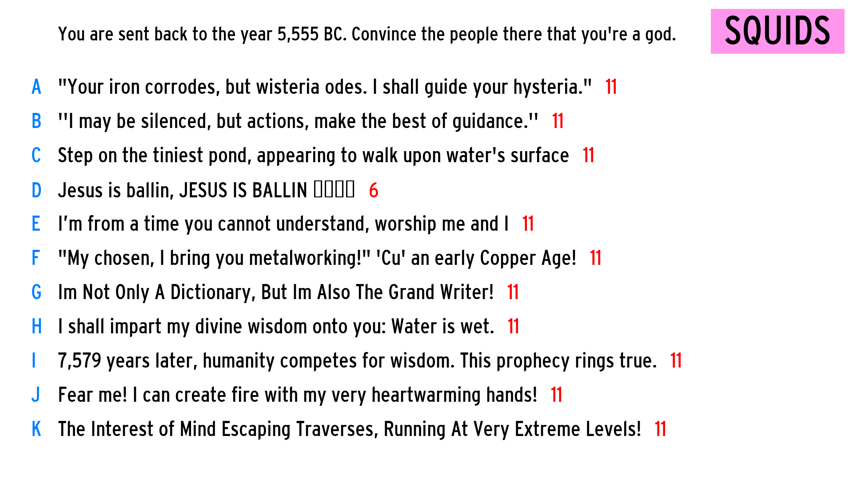 You are sent back to the year 5,555 BC. Convince the people there that you're a god.
SQUIDS
A "Your iron corrodes, but wisteria odes. I shall guide your hysteria." 11
B ''I may be silenced, but actions, make the best of guidance.'' 11
C Step on the tiniest pond, appearing to walk upon water's surface 11
D Jesus is ballin, JESUS IS BALLIN 6
E I’m from a time you cannot understand, worship me and I 11
F "My chosen, I bring you metalworking!" 'Cu' an early Copper Age! 11
G Im Not Only A Dictionary, But Im Also The Grand Writer! 11
H I shall impart my divine wisdom onto you: Water is wet. 11
I 7,579 years later, humanity competes for wisdom. This prophecy rings true. 11
J Fear me! I can create fire with my very heartwarming hands! 11
K The Interest of Mind Escaping Traverses, Running At Very Extreme Levels! 11